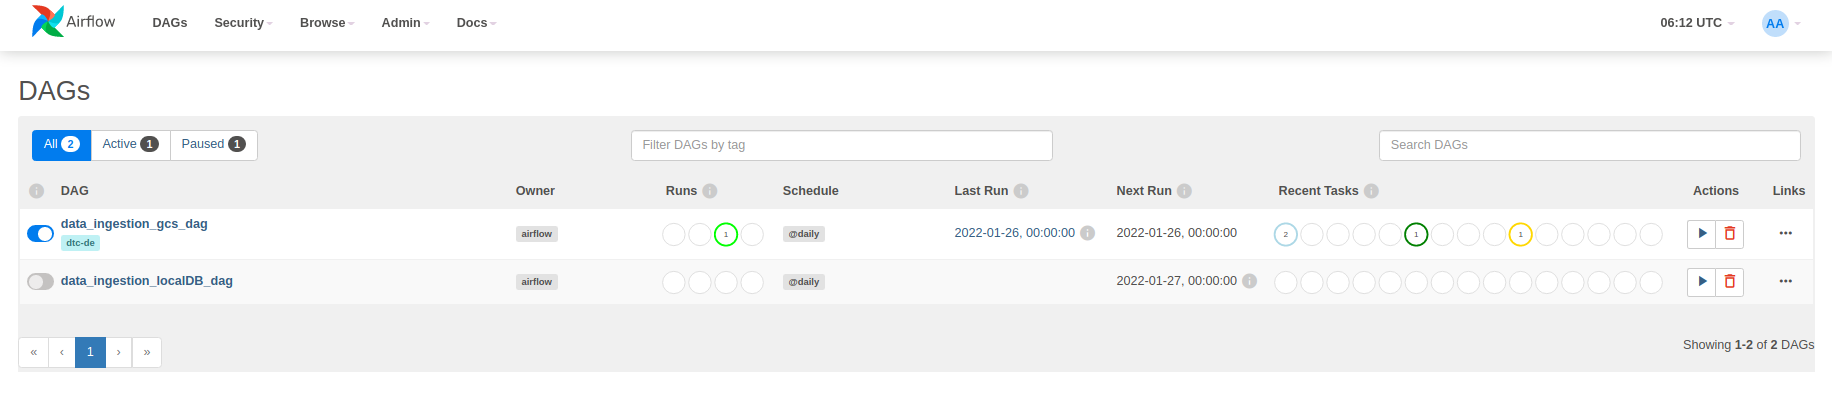 Airflow DAGs Security Browse Admin Docs 06:12 UTC AA
DAGs
All 2 Active 1 Paused 1 Filter DAGs by tag Search DAGs
i DAG Owner Runs i Schedule Last Run i Next Run i Recent Tasks i Actions Links
data_ingestion_gcs_dag
dtc-de airflow 1 @daily 2022-01-26, 00:00:00 i 2022-01-26, 00:00:00 2 1 1 •••
data_ingestion_localDB_dag airflow @daily 2022-01-27, 00:00:00 i •••
« ‹ 1 › » Showing 1-2 of 2 DAGs